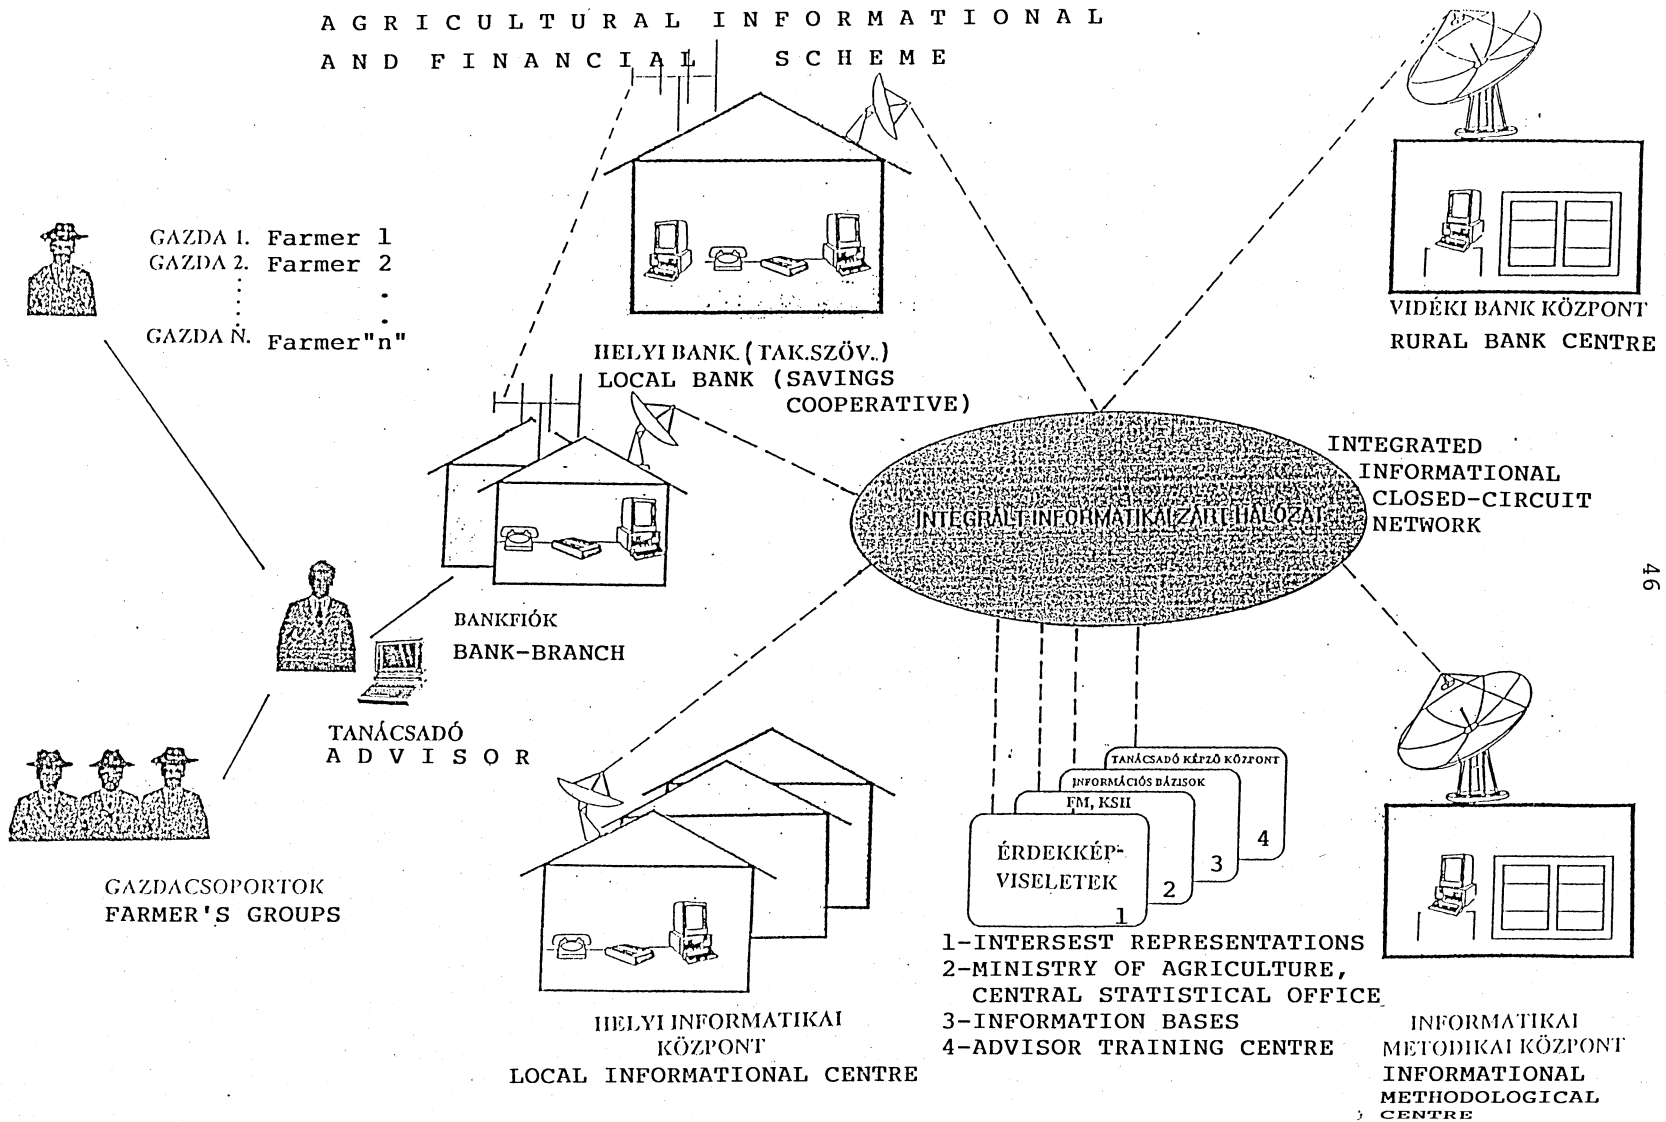 AGRICULTURAL INFORMATIONAL
AND FINANCIAL SCHEME
GAZDA 1. Farmer 1
GAZDA 2. Farmer 2
GAZDA N. Farmer"n"
HELYI BANK. (TAK.SZÖV..)
LOCAL BANK (SAVINGS
COOPERATIVE)
VIDÉKI BANK KÖZPONT
RURAL BANK CENTRE
INTEGRATED
INFORMATIONAL
CLOSED-CIRCUIT
NETWORK
INTEGRÁLT INFORMATIKAI ZÁRT HÁLÓZAT
46
BANKFIÓK
BANK-BRANCH
TANÁCSADÓ
ADVISOR
GAZDACSOPORTOK
FARMER'S GROUPS
TANÁCSADÓ KÉPZŐ KÖZPONT
4
INFORMÁCIÓS BÁZISOK
3
FM, KSH
2
ÉRDEKKÉP-
VISELETEK
1
1-INTERSEST REPRESENTATIONS
2-MINISTRY OF AGRICULTURE,
CENTRAL STATISTICAL OFFICE
3-INFORMATION BASES
4-ADVISOR TRAINING CENTRE
HELYI INFORMATIKAI
KÖZPONT
LOCAL INFORMATIONAL CENTRE
INFORMATIKAI
METODIKAI KÖZPONT
INFORMATIONAL
METHODOLOGICAL
CENTRE